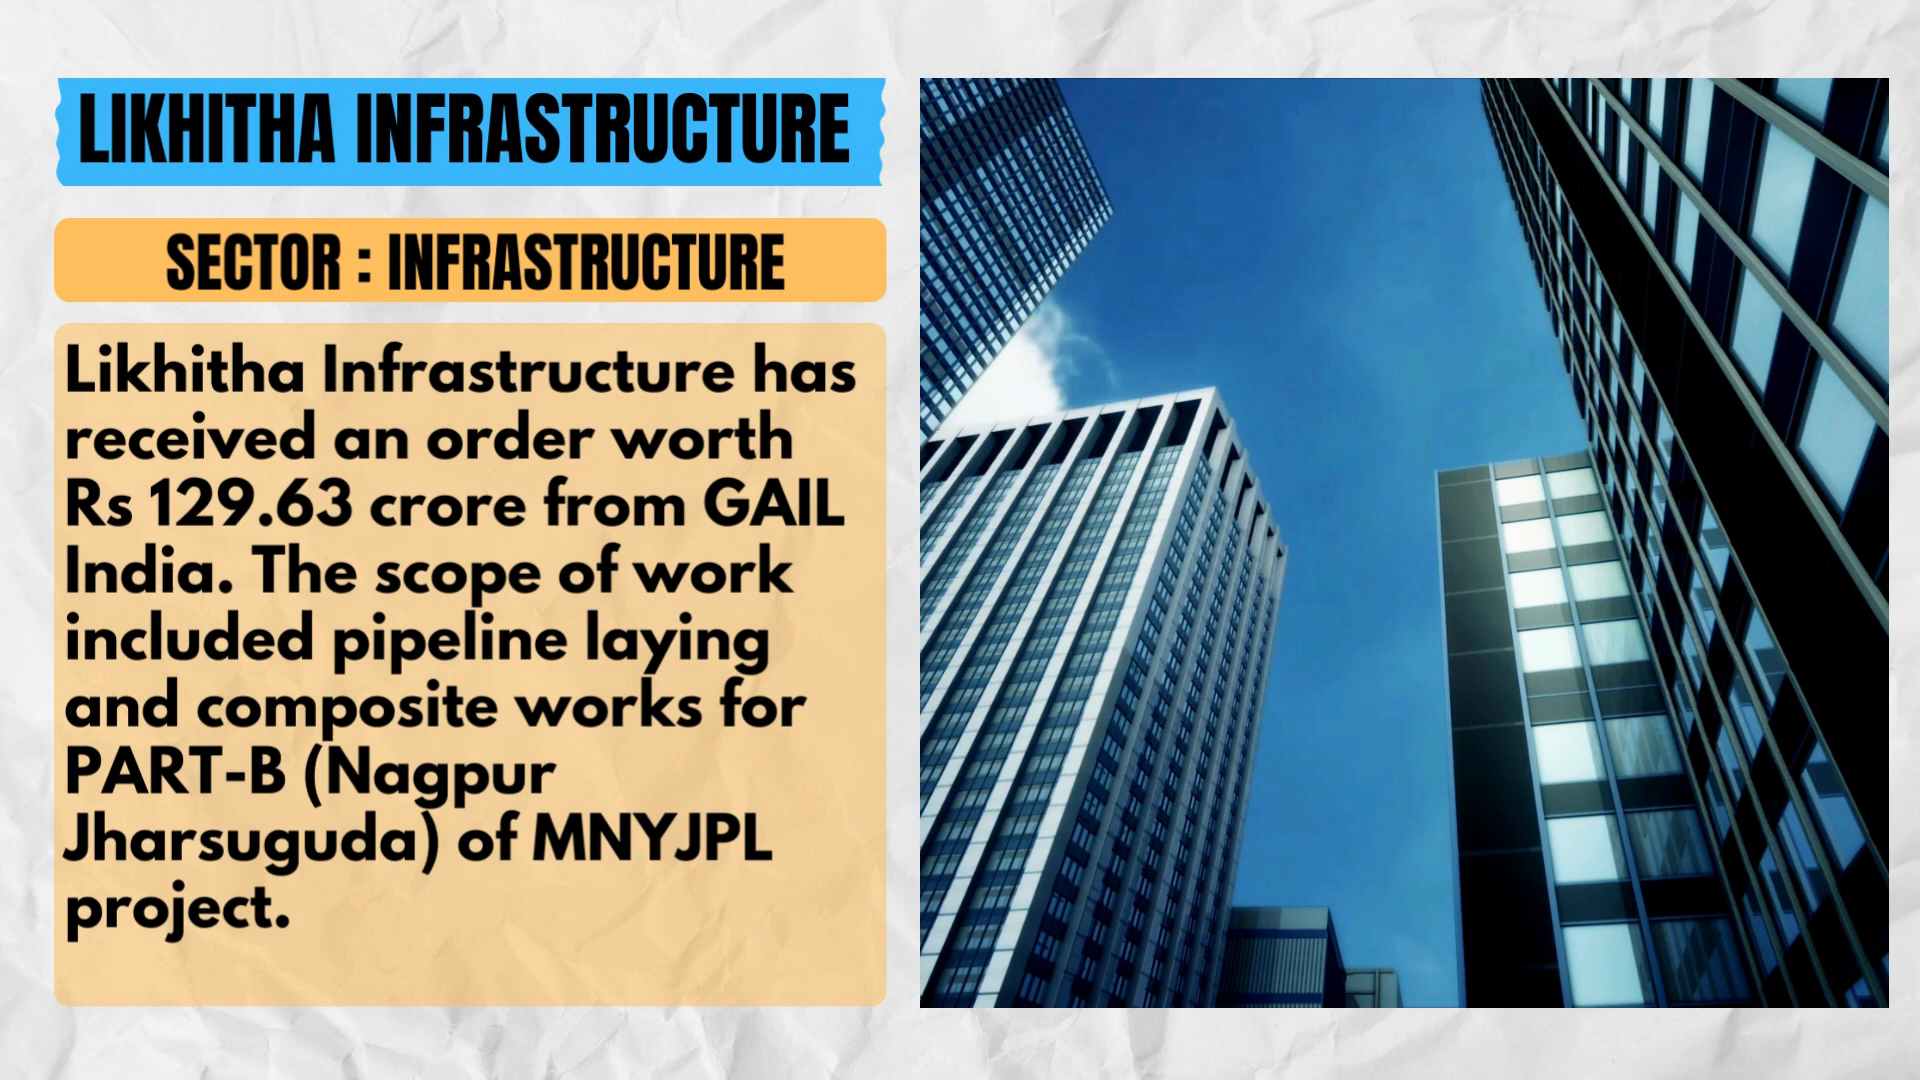 LIKHITHA INFRASTRUCTURE
SECTOR : INFRASTRUCTURE
Likhitha Infrastructure has
received an order worth
Rs 129.63 crore from GAIL
India. The scope of work
included pipeline laying
and composite works for
PART-B (Nagpur
Jharsuguda) of MNYJPL
project.